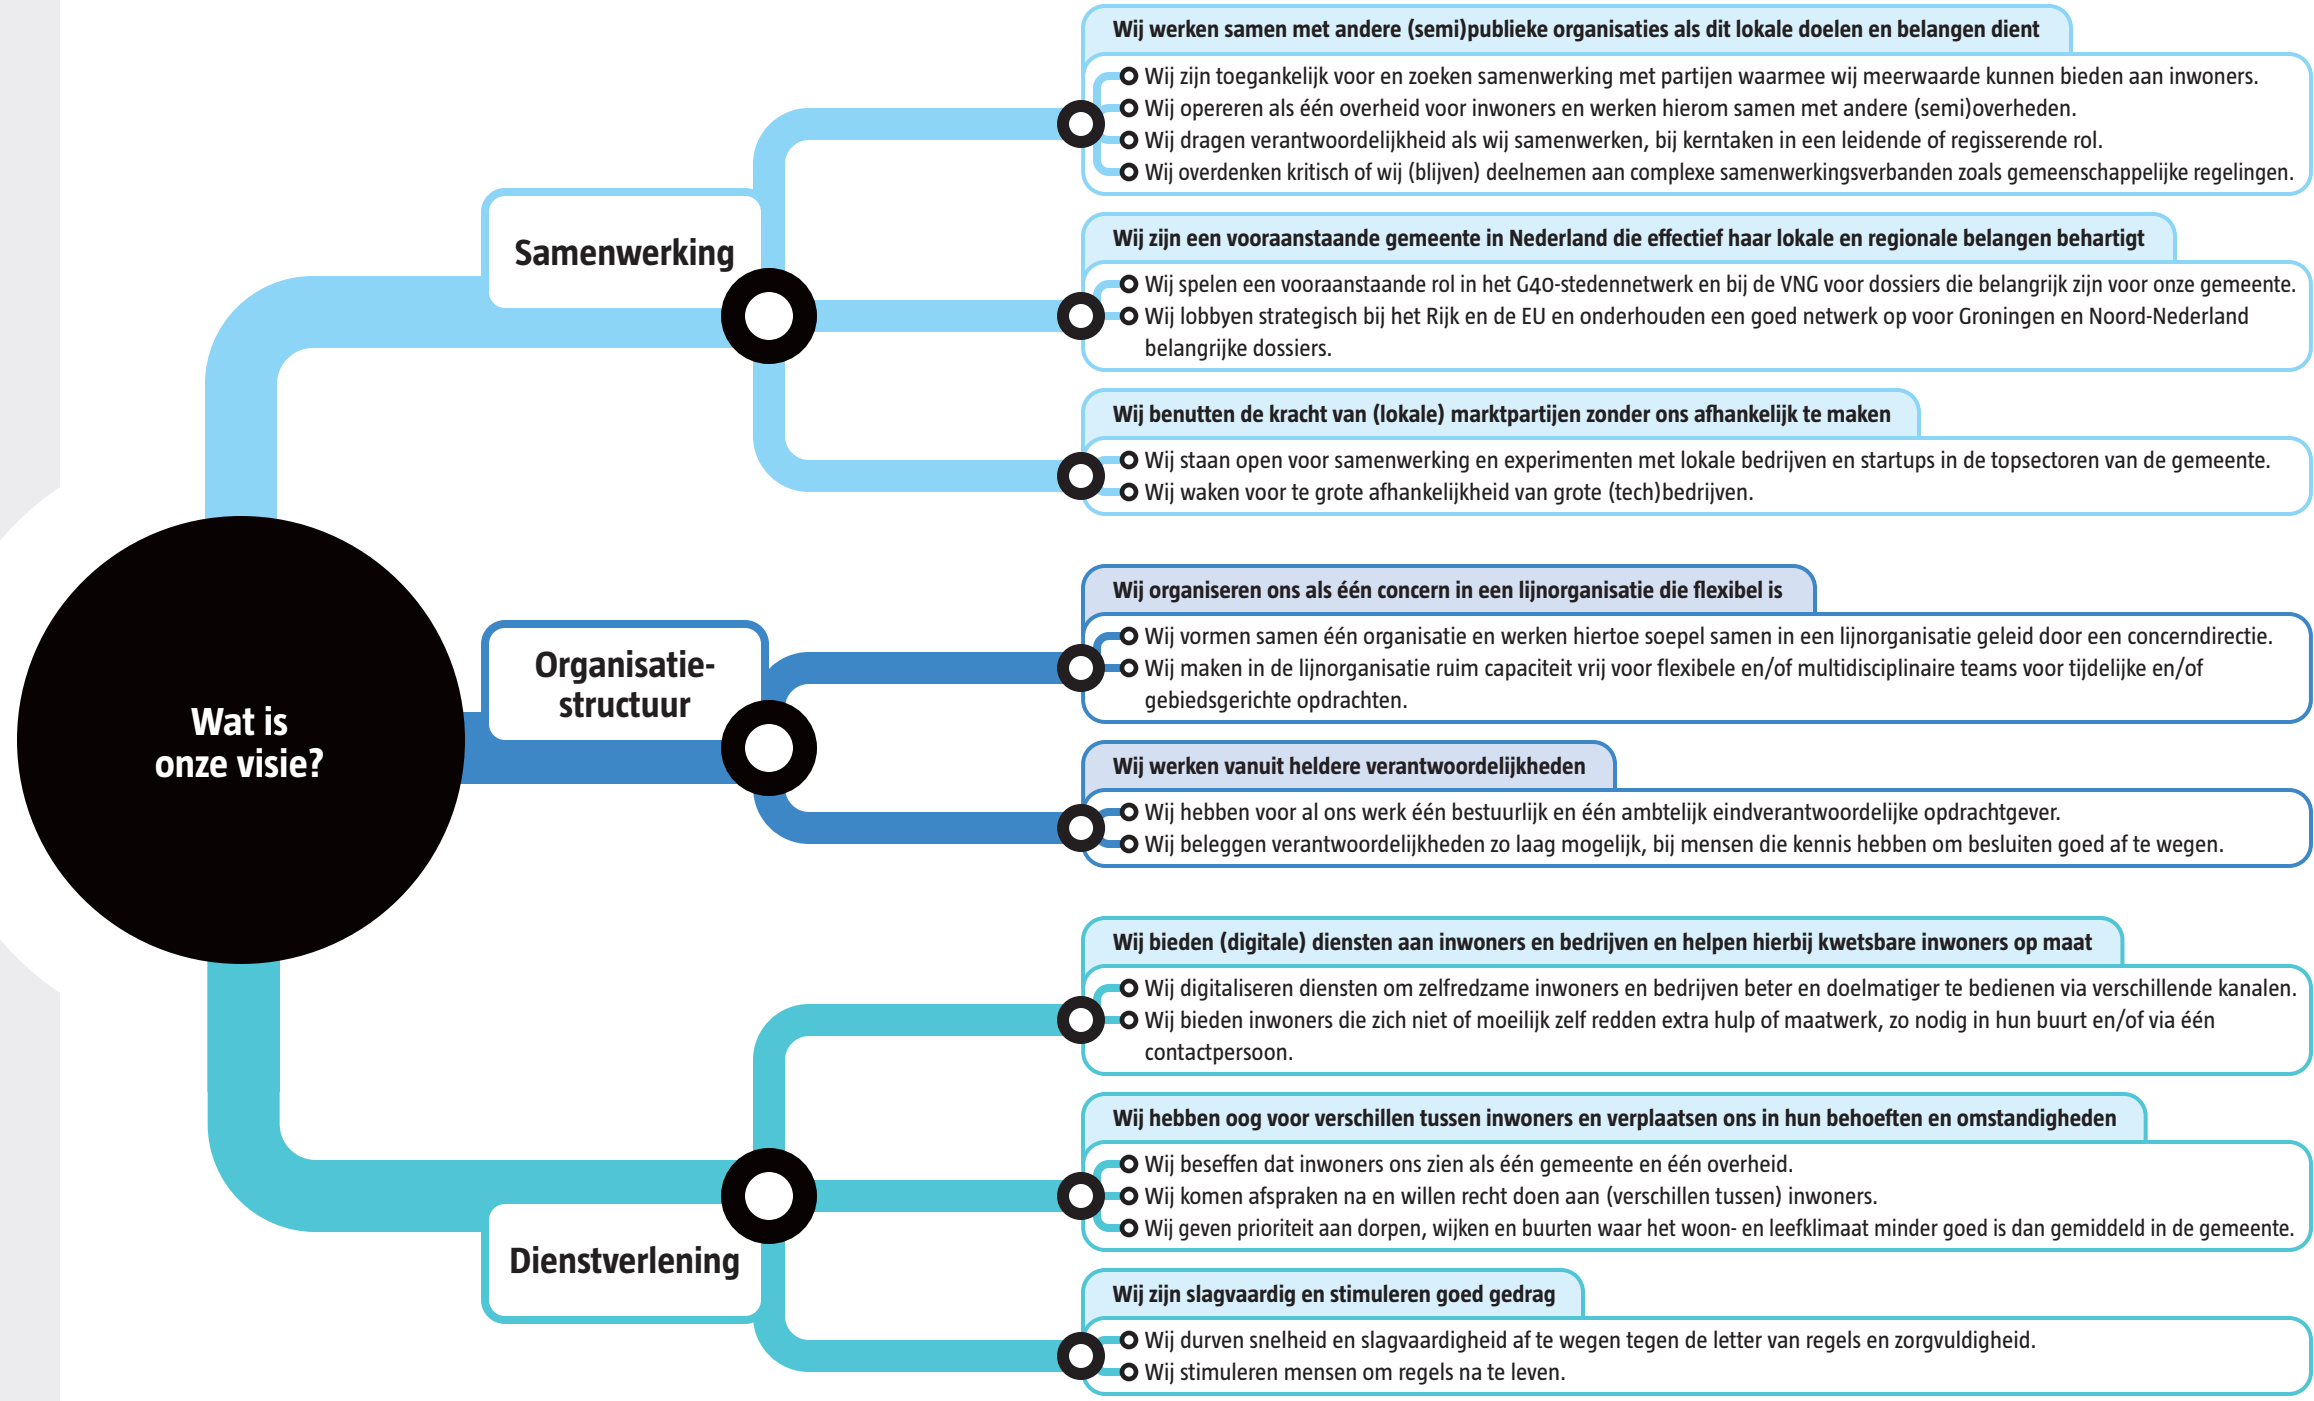 Wij werken samen met andere (semi)publieke organisaties als dit lokale doelen en belangen dient
Wij zijn toegankelijk voor en zoeken samenwerking met partijen waarmee wij meerwaarde kunnen bieden aan inwoners.
Wij opereren als één overheid voor inwoners en werken hierom samen met andere (semi)overheden.
Wij dragen verantwoordelijkheid als wij samenwerken, bij kerntaken in een leidende of regisserende rol.
Wij overdenken kritisch of wij (blijven) deelnemen aan complexe samenwerkingsverbanden zoals gemeenschappelijke regelingen.
Samenwerking
Wij zijn een vooraanstaande gemeente in Nederland die effectief haar lokale en regionale belangen behartigt
Wij spelen een vooraanstaande rol in het G40-stedennetwerk en bij de VNG voor dossiers die belangrijk zijn voor onze gemeente.
Wij lobbyen strategisch bij het Rijk en de EU en onderhouden een goed netwerk op voor Groningen en Noord-Nederland
belangrijke dossiers.
Wij benutten de kracht van (lokale) marktpartijen zonder ons afhankelijk te maken
Wij staan open voor samenwerking en experimenten met lokale bedrijven en startups in de topsectoren van de gemeente.
Wij waken voor te grote afhankelijkheid van grote (tech)bedrijven.
Wat is
onze visie?
Organisatie-
structuur
Wij organiseren ons als één concern in een lijnorganisatie die flexibel is
Wij vormen samen één organisatie en werken hiertoe soepel samen in een lijnorganisatie geleid door een concerndirectie.
Wij maken in de lijnorganisatie ruim capaciteit vrij voor flexibele en/of multidisciplinaire teams voor tijdelijke en/of
gebiedsgerichte opdrachten.
Wij werken vanuit heldere verantwoordelijkheden
Wij hebben voor al ons werk één bestuurlijk en één ambtelijk eindverantwoordelijke opdrachtgever.
Wij beleggen verantwoordelijkheden zo laag mogelijk, bij mensen die kennis hebben om besluiten goed af te wegen.
Wij bieden (digitale) diensten aan inwoners en bedrijven en helpen hierbij kwetsbare inwoners op maat
Wij digitaliseren diensten om zelfredzame inwoners en bedrijven beter en doelmatiger te bedienen via verschillende kanalen.
Wij bieden inwoners die zich niet of moeilijk zelf redden extra hulp of maatwerk, zo nodig in hun buurt en/of via één
contactpersoon.
Wij hebben oog voor verschillen tussen inwoners en verplaatsen ons in hun behoeften en omstandigheden
Wij beseffen dat inwoners ons zien als één gemeente en één overheid.
Wij komen afspraken na en willen recht doen aan (verschillen tussen) inwoners.
Wij geven prioriteit aan dorpen, wijken en buurten waar het woon- en leefklimaat minder goed is dan gemiddeld in de gemeente.
Dienstverlening
Wij zijn slagvaardig en stimuleren goed gedrag
Wij durven snelheid en slagvaardigheid af te wegen tegen de letter van regels en zorgvuldigheid.
Wij stimuleren mensen om regels na te leven.